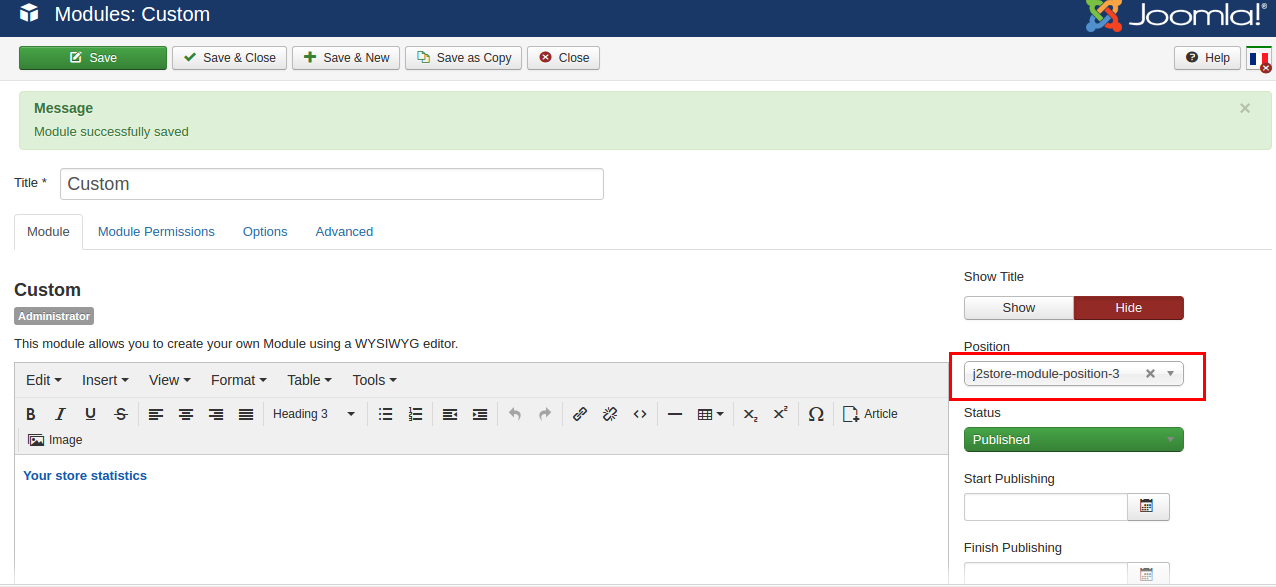 Modules: Custom
Joomla!®
Save
Save & Close
Save & New
Save as Copy
Close
Help
Message
×
Module successfully saved
Title *
Custom
Module
Module Permissions
Options
Advanced
Custom
Administrator
This module allows you to create your own Module using a WYSIWYG editor.
Edit
Insert
View
Format
Table
Tools
B I U S
Heading 3
X₂
X²
Ω
Article
Image
Your store statistics
Show Title
Show
Hide
Position
j2store-module-position-3
Status
Published
Start Publishing
Finish Publishing